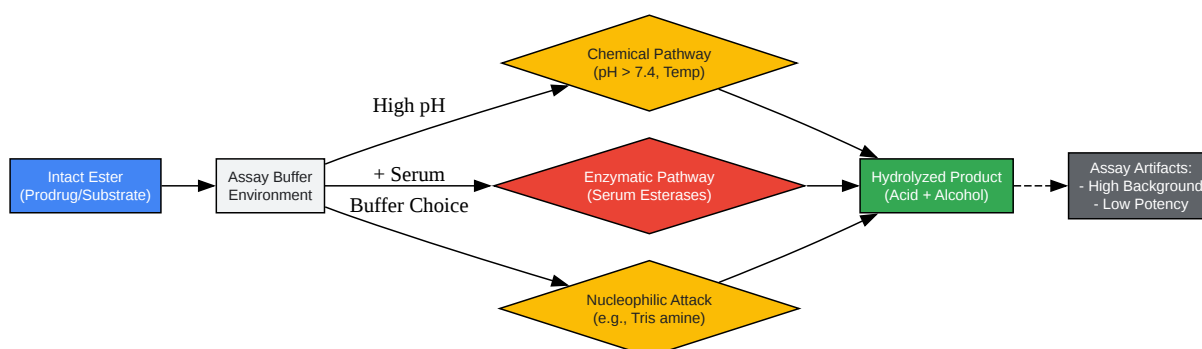 Chemical Pathway
(pH > 7.4, Temp)
High pH
Intact Ester
(Prodrug/Substrate)
Assay Buffer
Environment
+ Serum
Enzymatic Pathway
(Serum Esterases)
Hydrolyzed Product
(Acid + Alcohol)
Assay Artifacts:
- High Background
- Low Potency
Buffer Choice
Nucleophilic Attack
(e.g., Tris amine)